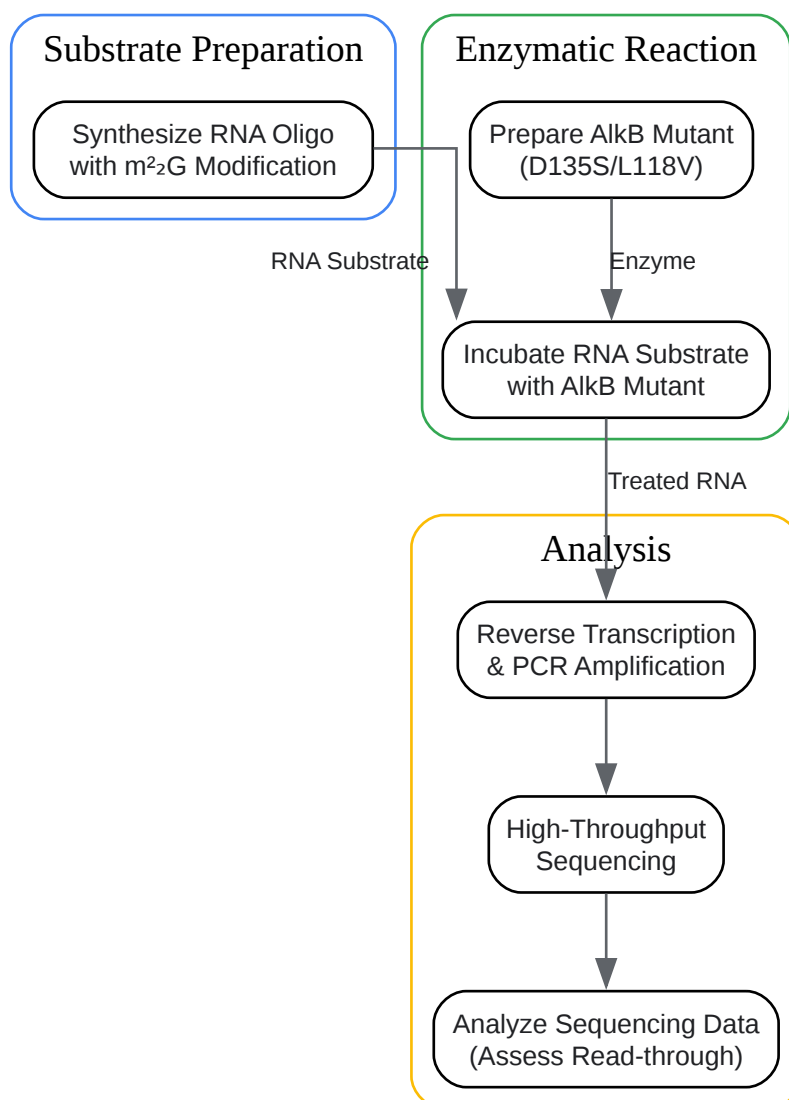 Substrate Preparation
Synthesize RNA Oligo
with m²₂G Modification
Enzymatic Reaction
Prepare AlkB Mutant
(D135S/L118V)
RNA Substrate
Enzyme
Incubate RNA Substrate
with AlkB Mutant
Treated RNA
Analysis
Reverse Transcription
& PCR Amplification
High-Throughput
Sequencing
Analyze Sequencing Data
(Assess Read-through)